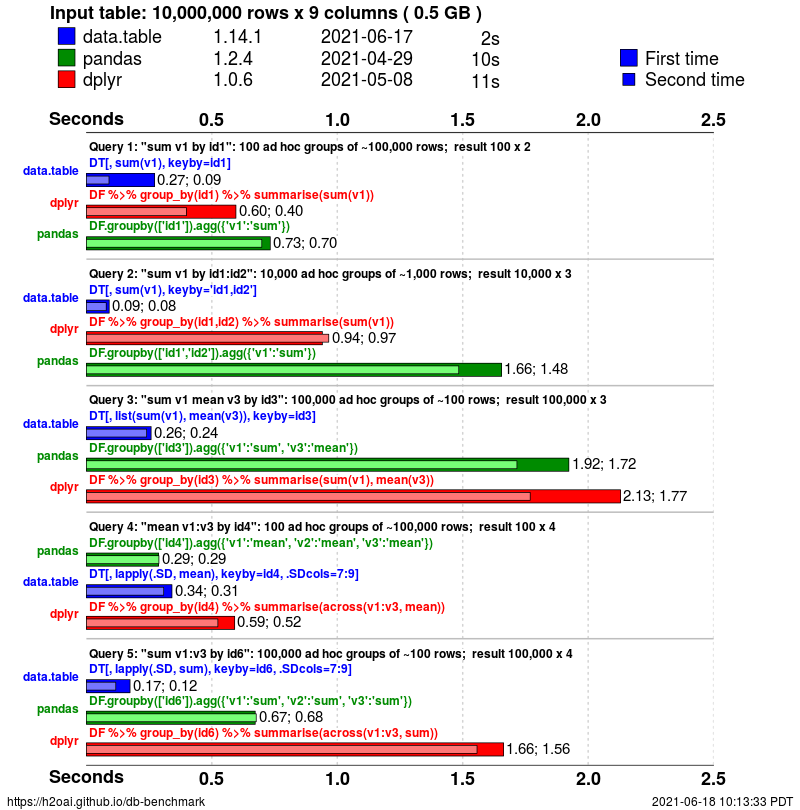 Input table: 10,000,000 rows x 9 columns ( 0.5 GB )
data.table 1.14.1 2021-06-17 2s
pandas 1.2.4 2021-04-29 10s First time
dplyr 1.0.6 2021-05-08 11s Second time
Seconds 0.5 1.0 1.5 2.0 2.5
Query 1: "sum v1 by id1": 100 ad hoc groups of ~100,000 rows; result 100 x 2
DT[, sum(v1), keyby=id1]
data.table 0.27; 0.09
DF %>% group_by(id1) %>% summarise(sum(v1))
dplyr 0.60; 0.40
DF.groupby(['id1']).agg({'v1':'sum'})
pandas 0.73; 0.70
Query 2: "sum v1 by id1:id2": 10,000 ad hoc groups of ~1,000 rows; result 10,000 x 3
DT[, sum(v1), keyby='id1,id2']
data.table 0.09; 0.08
DF %>% group_by(id1,id2) %>% summarise(sum(v1))
dplyr 0.94; 0.97
DF.groupby(['id1','id2']).agg({'v1':'sum'})
pandas 1.66; 1.48
Query 3: "sum v1 mean v3 by id3": 100,000 ad hoc groups of ~100 rows; result 100,000 x 3
DT[, list(sum(v1), mean(v3)), keyby=id3]
data.table 0.26; 0.24
DF.groupby(['id3']).agg({'v1':'sum', 'v3':'mean'})
pandas 1.92; 1.72
DF %>% group_by(id3) %>% summarise(sum(v1), mean(v3))
dplyr 2.13; 1.77
Query 4: "mean v1:v3 by id4": 100 ad hoc groups of ~100,000 rows; result 100 x 4
DF.groupby(['id4']).agg({'v1':'mean', 'v2':'mean', 'v3':'mean'})
pandas 0.29; 0.29
DT[, lapply(.SD, mean), keyby=id4, .SDcols=7:9]
data.table 0.34; 0.31
DF %>% group_by(id4) %>% summarise(across(v1:v3, mean))
dplyr 0.59; 0.52
Query 5: "sum v1:v3 by id6": 100,000 ad hoc groups of ~100 rows; result 100,000 x 4
DT[, lapply(.SD, sum), keyby=id6, .SDcols=7:9]
data.table 0.17; 0.12
DF.groupby(['id6']).agg({'v1':'sum', 'v2':'sum', 'v3':'sum'})
pandas 0.67; 0.68
DF %>% group_by(id6) %>% summarise(across(v1:v3, sum))
dplyr 1.66; 1.56
Seconds 0.5 1.0 1.5 2.0 2.5
https://h2oai.github.io/db-benchmark 2021-06-18 10:13:33 PDT